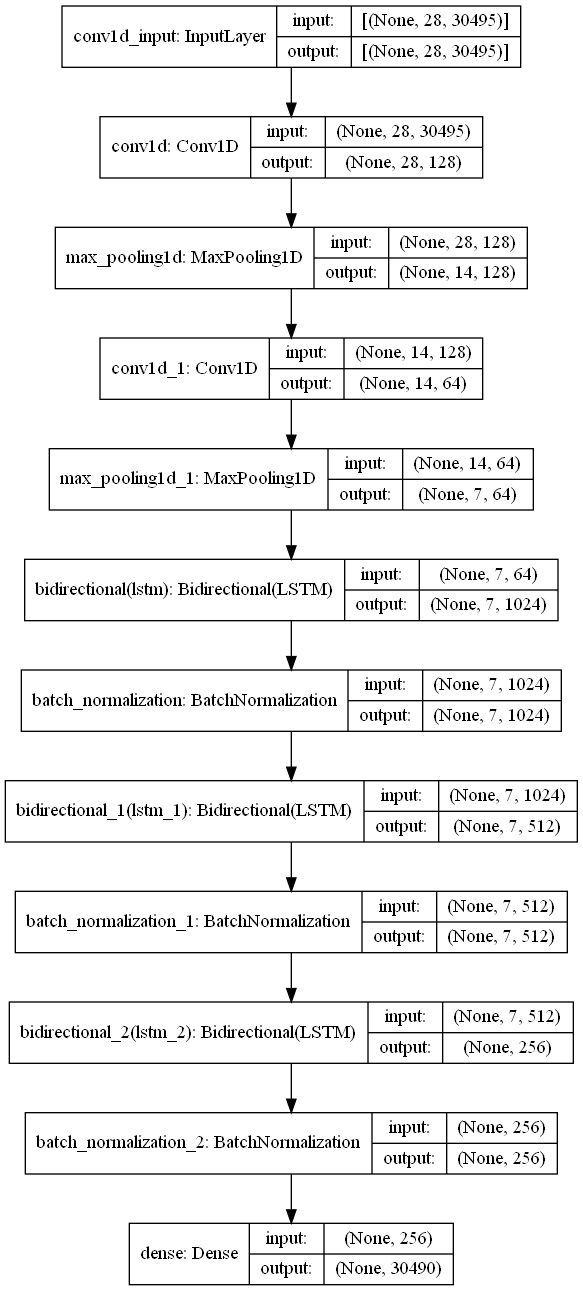 conv1d_input: InputLayer
input: [(None, 28, 30495)]
output: [(None, 28, 30495)]
conv1d: Conv1D
input: (None, 28, 30495)
output: (None, 28, 128)
max_pooling1d: MaxPooling1D
input: (None, 28, 128)
output: (None, 14, 128)
conv1d_1: Conv1D
input: (None, 14, 128)
output: (None, 14, 64)
max_pooling1d_1: MaxPooling1D
input: (None, 14, 64)
output: (None, 7, 64)
bidirectional(lstm): Bidirectional(LSTM)
input: (None, 7, 64)
output: (None, 7, 1024)
batch_normalization: BatchNormalization
input: (None, 7, 1024)
output: (None, 7, 1024)
bidirectional_1(lstm_1): Bidirectional(LSTM)
input: (None, 7, 1024)
output: (None, 7, 512)
batch_normalization_1: BatchNormalization
input: (None, 7, 512)
output: (None, 7, 512)
bidirectional_2(lstm_2): Bidirectional(LSTM)
input: (None, 7, 512)
output: (None, 256)
batch_normalization_2: BatchNormalization
input: (None, 256)
output: (None, 256)
dense: Dense
input: (None, 256)
output: (None, 30490)